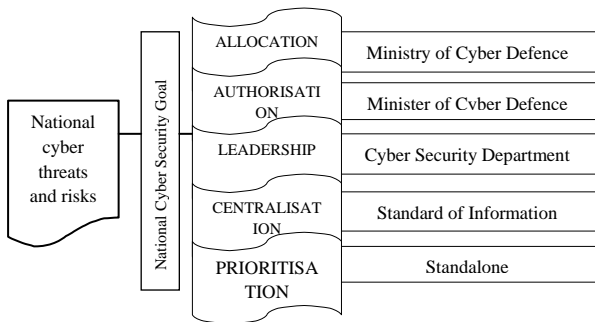 National
cyber
threats
and risks
National Cyber Security Goal
ALLOCATION
Ministry of Cyber Defence
AUTHORISATI
ON
Minister of Cyber Defence
LEADERSHIP
Cyber Security Department
CENTRALISAT
ION
Standard of Information
PRIORITISA
TION
Standalone